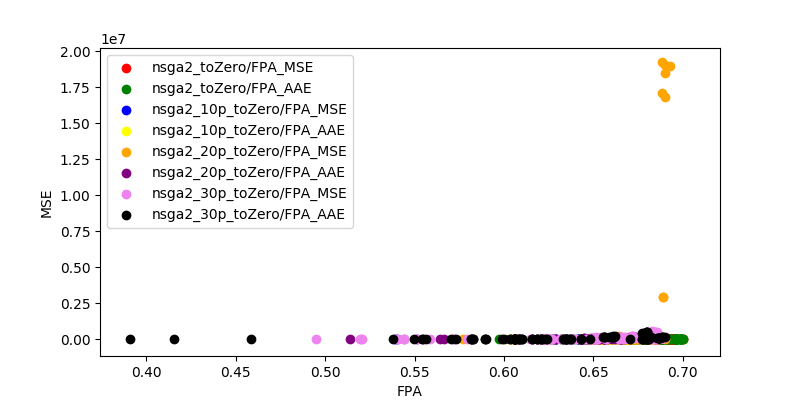 1e7
2.00
1.75
1.50
1.25
1.00
0.75
0.50
0.25
0.00
MSE
nsga2_toZero/FPA_MSE
nsga2_toZero/FPA_AAE
nsga2_10p_toZero/FPA_MSE
nsga2_10p_toZero/FPA_AAE
nsga2_20p_toZero/FPA_MSE
nsga2_20p_toZero/FPA_AAE
nsga2_30p_toZero/FPA_MSE
nsga2_30p_toZero/FPA_AAE
0.40 0.45 0.50 0.55 0.60 0.65 0.70
FPA